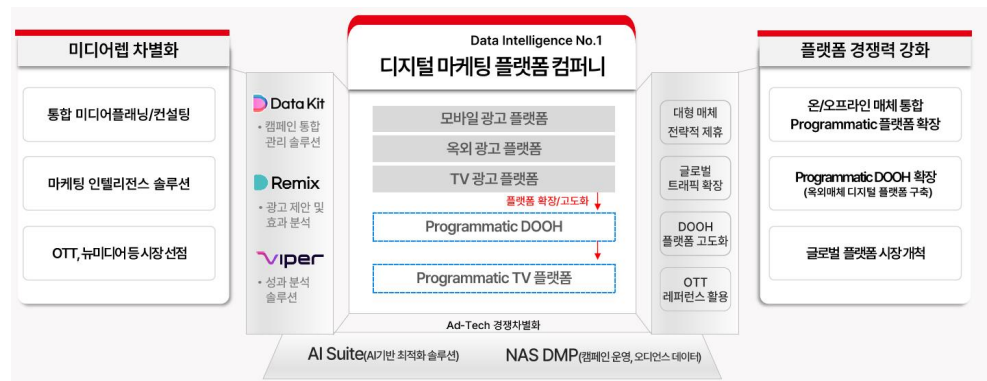 미디어렙 차별화
통합 미디어플래닝/컨설팅
마케팅 인텔리전스 솔루션
OTT, 뉴미디어 등 시장 선점
Data Kit
• 캠페인 통합
관리 솔루션
Remix
• 광고 제안 및
효과 분석
Viper
• 성과 분석
솔루션
Data Intelligence No.1
디지털 마케팅 플랫폼 컴퍼니
모바일 광고 플랫폼
옥외 광고 플랫폼
TV 광고 플랫폼
플랫폼 확장/고도화
Programmatic DOOH
Programmatic TV 플랫폼
대형 매체
전략적 제휴
글로벌
트래픽 확장
DOOH
플랫폼 고도화
OTT
레퍼런스 활용
플랫폼 경쟁력 강화
온/오프라인 매체 통합
Programmatic 플랫폼 확장
Programmatic DOOH 확장
(옥외매체 디지털 플랫폼 구축)
글로벌 플랫폼 시장 개척
Ad-Tech 경쟁차별화
AI Suite(AI기반 최적화 솔루션)
NAS DMP(캠페인 운영, 오디언스 데이터)